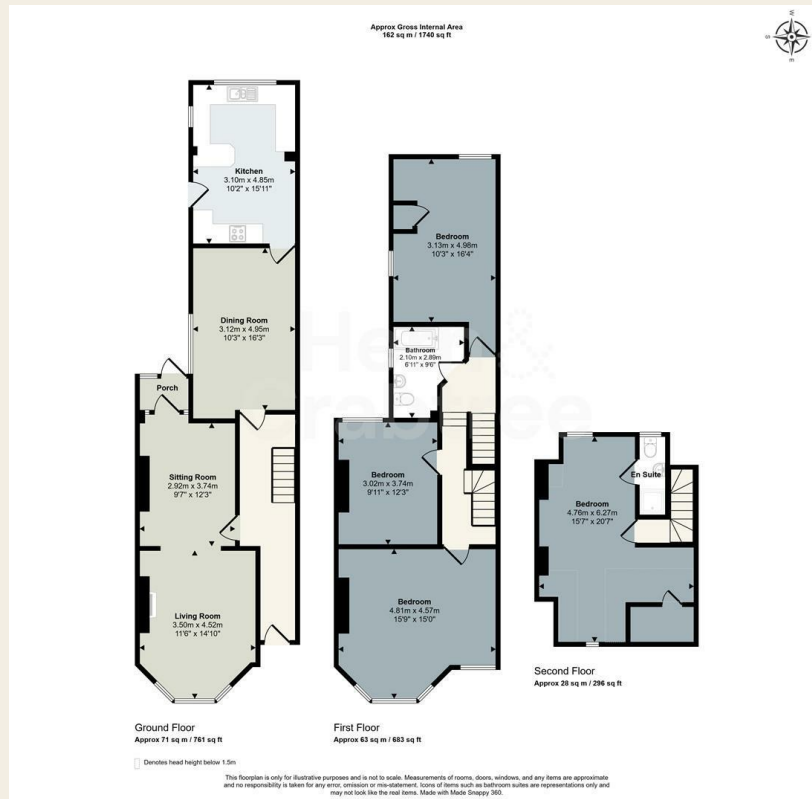 Approx Gross Internal Area
162 sq m / 1740 sq ft
W
S
Kitchen
3.10m x 4.85m
10'2" x 15'11"
Dining Room
3.12m x 4.95m
10'3" x 16'3"
Porch
Sitting Room
2.92m x 3.74m
9'7" x 12'3"
Living Room
3.50m x 4.52m
11'6" x 14'10"
Ground Floor
Approx 71 sq m / 761 sq ft
Bedroom
3.13m x 4.98m
10'3" x 16'4"
Bathroom
2.10m x 2.89m
6'11" x 9'6"
Bedroom
3.02m x 3.74m
9'11" x 12'3"
Bedroom
4.81m x 4.57m
15'9" x 15'0"
First Floor
Approx 63 sq m / 683 sq ft
En Suite
Bedroom
4.76m x 6.27m
15'7" x 20'7"
Second Floor
Approx 28 sq m / 296 sq ft
Denotes head height below 1.5m
This floorplan is only for illustrative purposes and is not to scale. Measurements of rooms, doors, windows, and any items are approximate
and no responsibility is taken for any error, omission or mis-statement. Icons of items such as bathroom suites are representations only and
may not look like the real items. Made with Made Snappy 360.